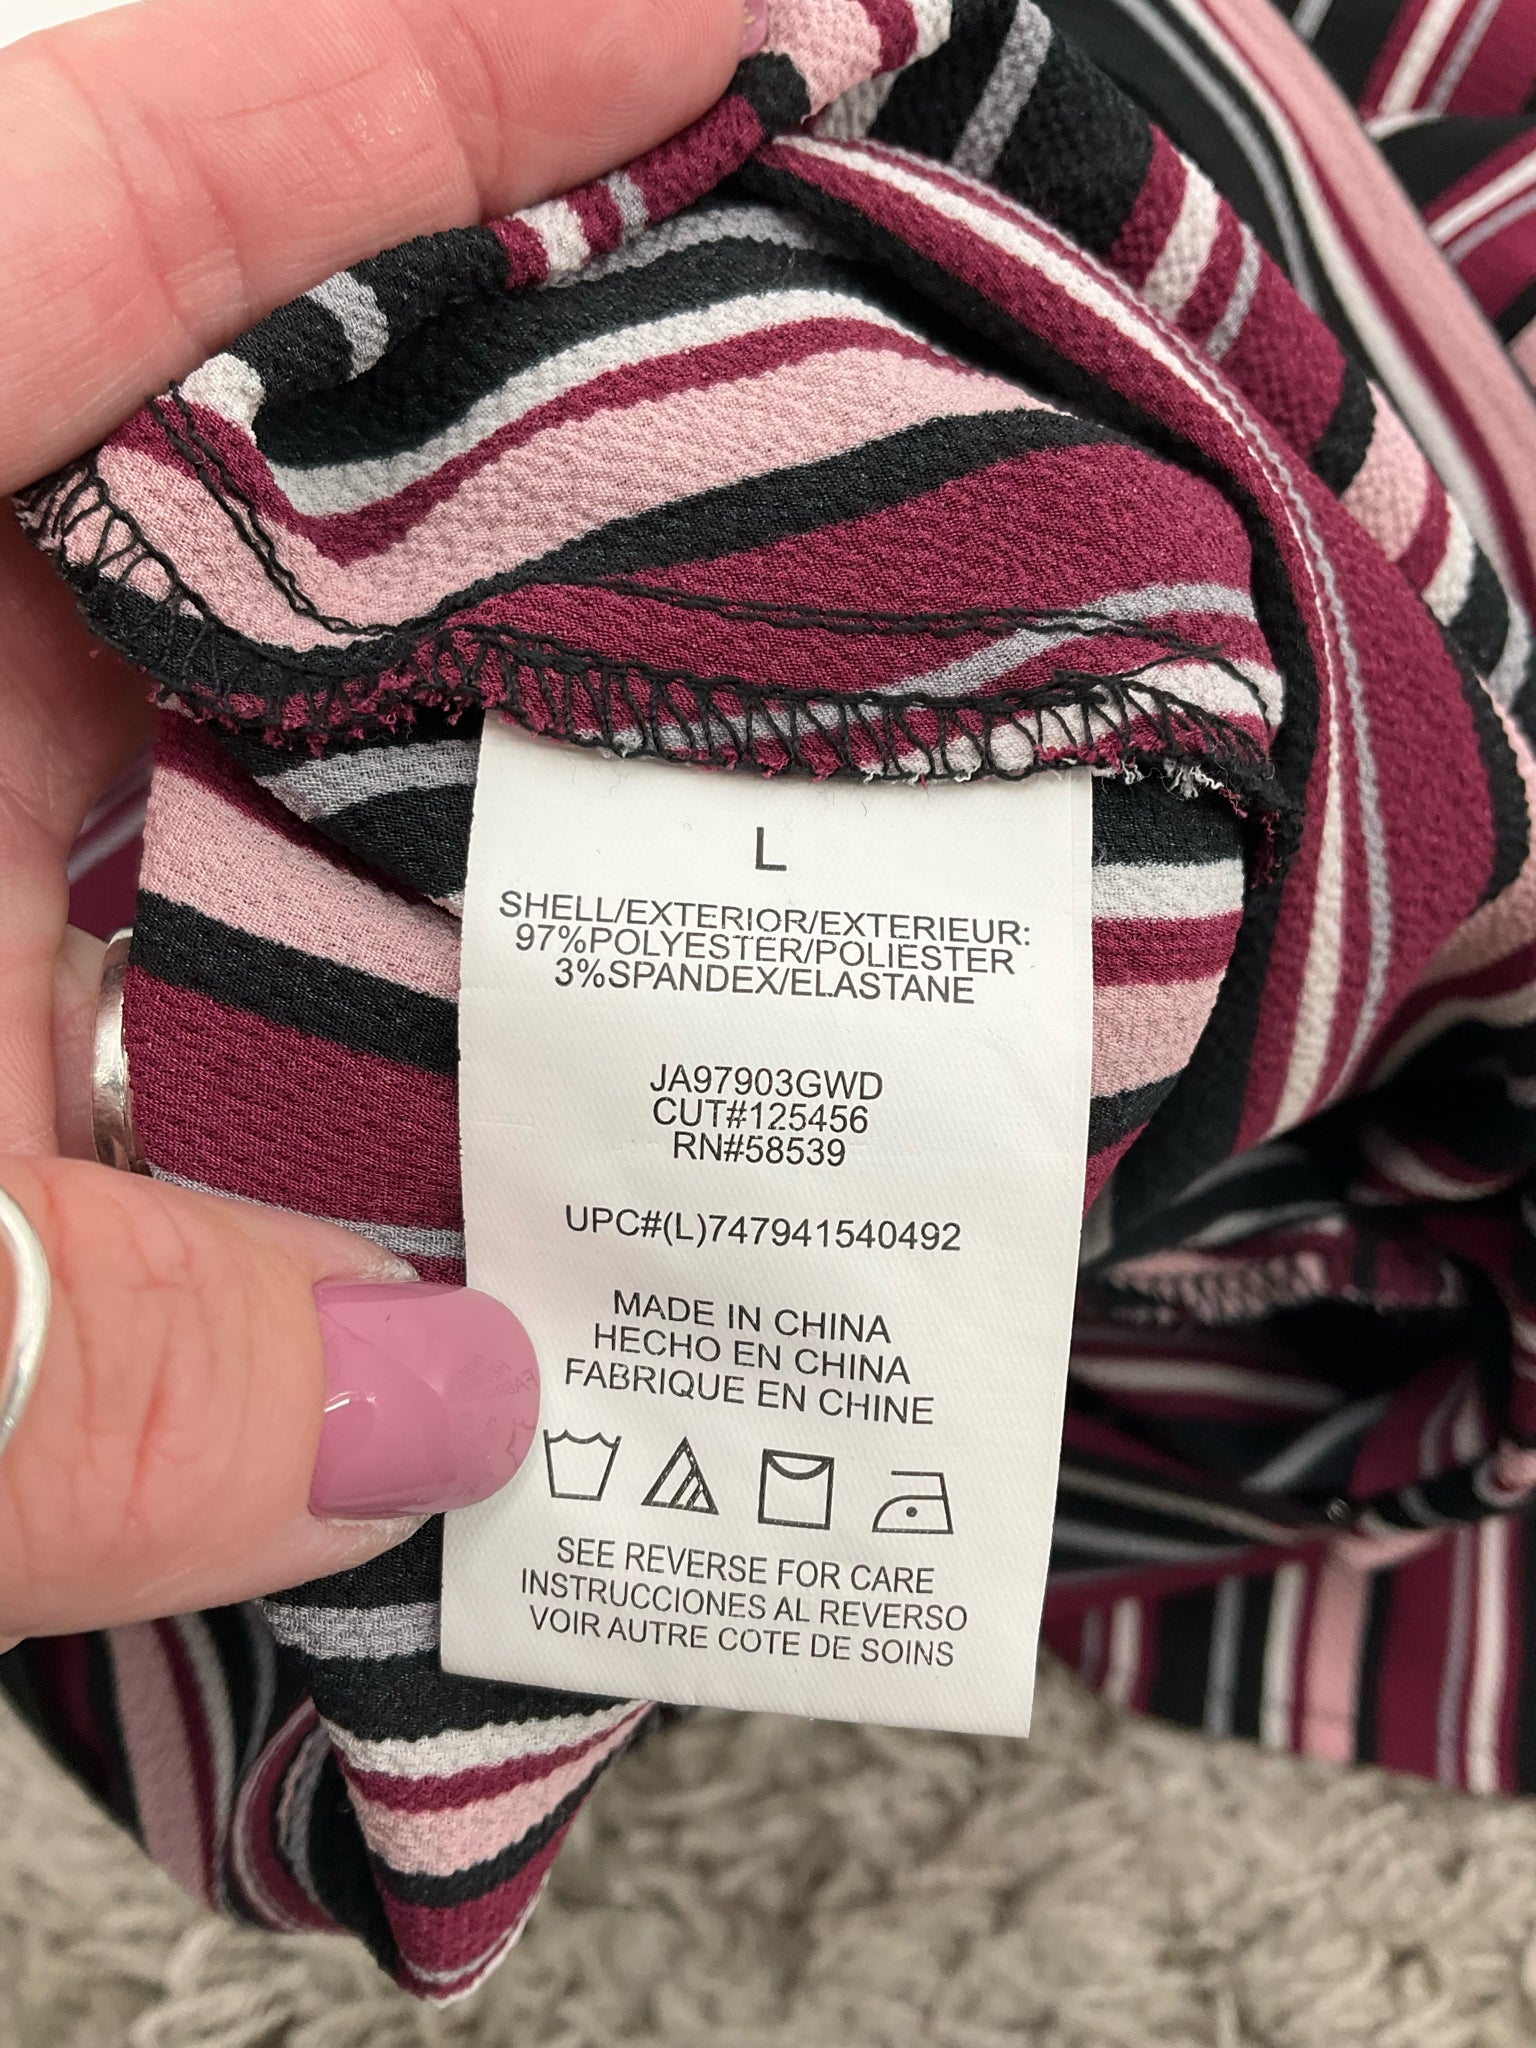 L
SHELL/EXTERIOR/EXTERIEUR:
97%POLYESTER/POLIESTER
3%SPANDEX/ELASTANE
JA97903GWD
CUT#125456
RN#58539
UPC#(L)747941540492
MADE IN CHINA
HECHO EN CHINA
FABRIQUE EN CHINE
SEE REVERSE FOR CARE
INSTRUCCIONES AL REVERSO
VOIR AUTRE COTE DE SOINS